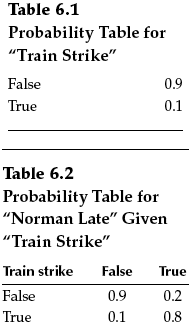 Table 6.1
Probability Table for
“Train Strike”
False 0.9
True 0.1
Table 6.2
Probability Table for
“Norman Late” Given
“Train Strike”
Train strike False True
False 0.9 0.2
True 0.1 0.8